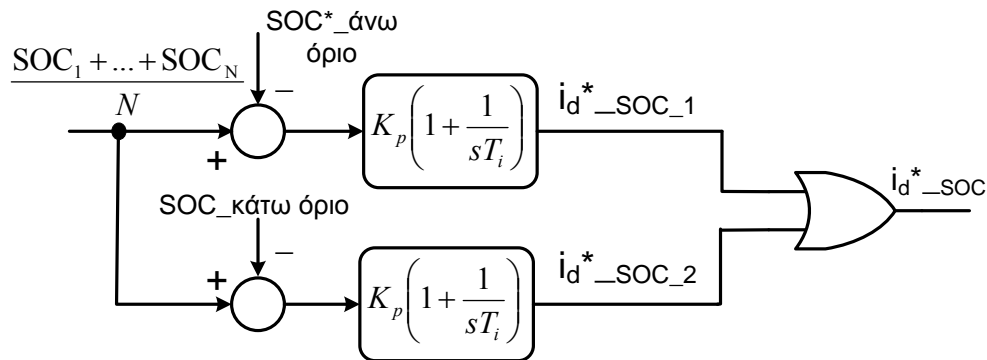 SOC*_άνω
όριο
SOC₁ +...+ SOC_N
N
−
+
K_p(1 + 1/(sT_i))
i_d*_SOC_1
i_d*_SOC
SOC_κάτω όριο
−
+
K_p(1 + 1/(sT_i))
i_d*_SOC_2